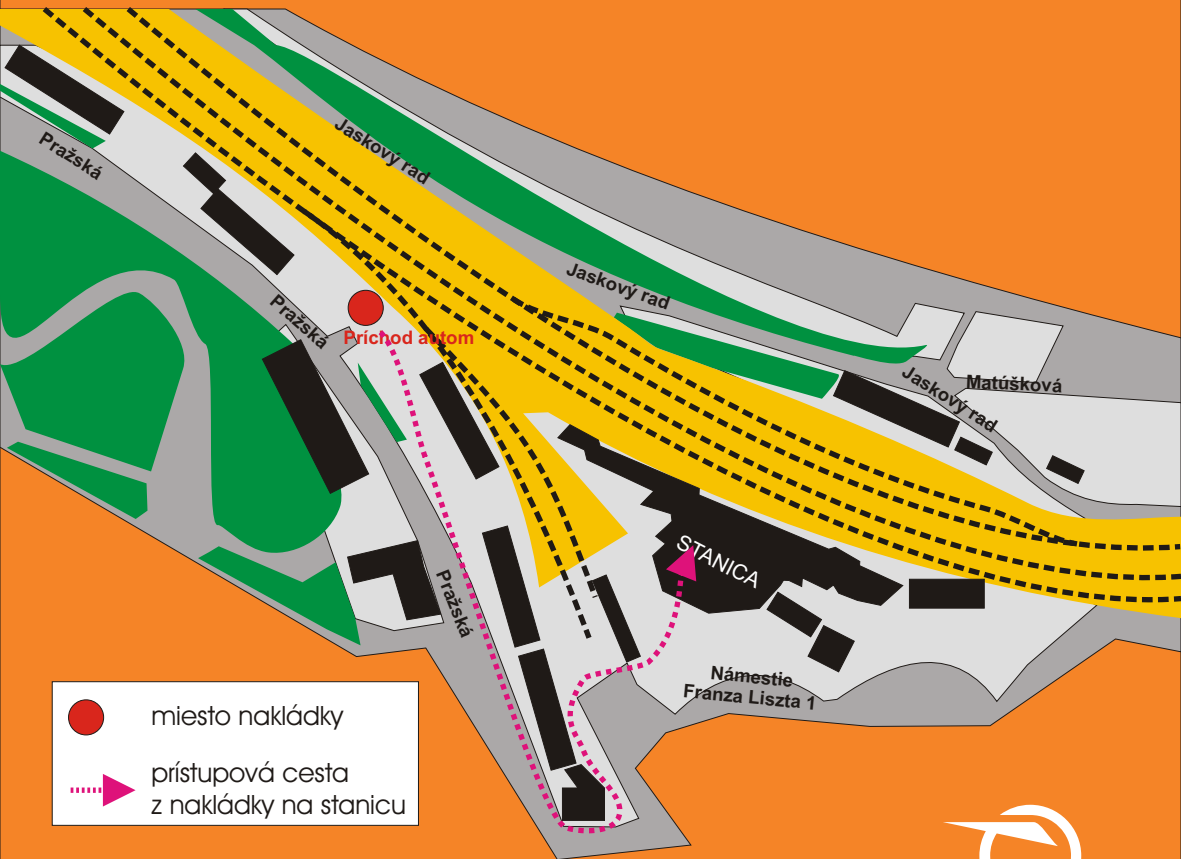 Jaskový rad
Pražská
Jaskový rad
Pražská
Príchod autom
Jaskový rad
Matúšková
STANICA
Pražská
Námestie
Franza Liszta 1
miesto nakládky
prístupová cesta
z nakládky na stanicu